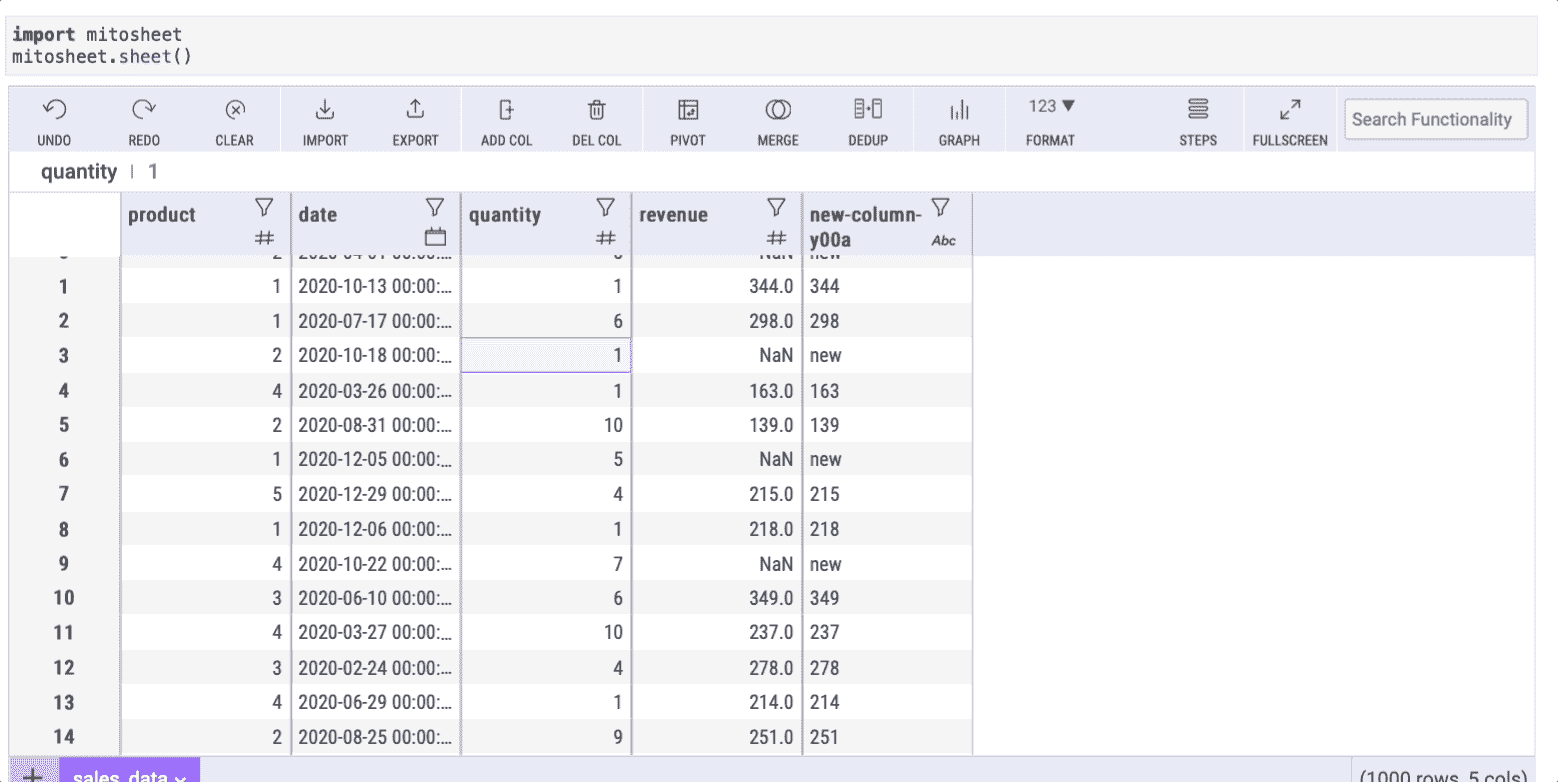 import mitosheet
mitosheet.sheet()
UNDO REDO CLEAR IMPORT EXPORT ADD COL DEL COL PIVOT MERGE DEDUP GRAPH 123 FORMAT STEPS FULLSCREEN Search Functionality
quantity 1
product date quantity revenue new-column-
y00a
# # # Abc
NaN new
1 1 2020-10-13 00:00:... 1 344.0 344
2 1 2020-07-17 00:00:... 6 298.0 298
3 2 2020-10-18 00:00:... 1 NaN new
4 4 2020-03-26 00:00:... 1 163.0 163
5 2 2020-08-31 00:00:... 10 139.0 139
6 1 2020-12-05 00:00:... 5 NaN new
7 5 2020-12-29 00:00:... 4 215.0 215
8 1 2020-12-06 00:00:... 1 218.0 218
9 4 2020-10-22 00:00:... 7 NaN new
10 3 2020-06-10 00:00:... 6 349.0 349
11 4 2020-03-27 00:00:... 10 237.0 237
12 3 2020-02-24 00:00:... 4 278.0 278
13 4 2020-06-29 00:00:... 1 214.0 214
14 2 2020-08-25 00:00:... 9 251.0 251
+ sales_data (1000 rows, 5 cols)